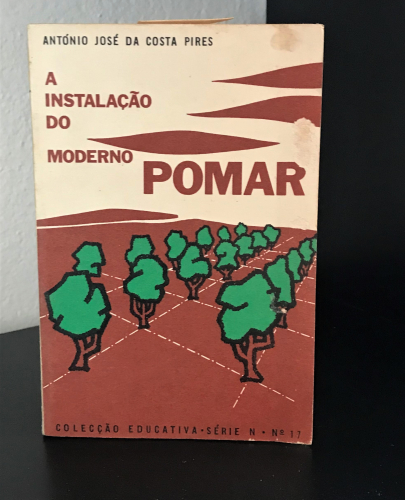 ANTÓNIO JOSÉ DA COSTA PIRES
A
INSTALAÇÃO
DO
MODERNO POMAR
COLECÇÃO EDUCATIVA · SÉRIE N · Nº 17